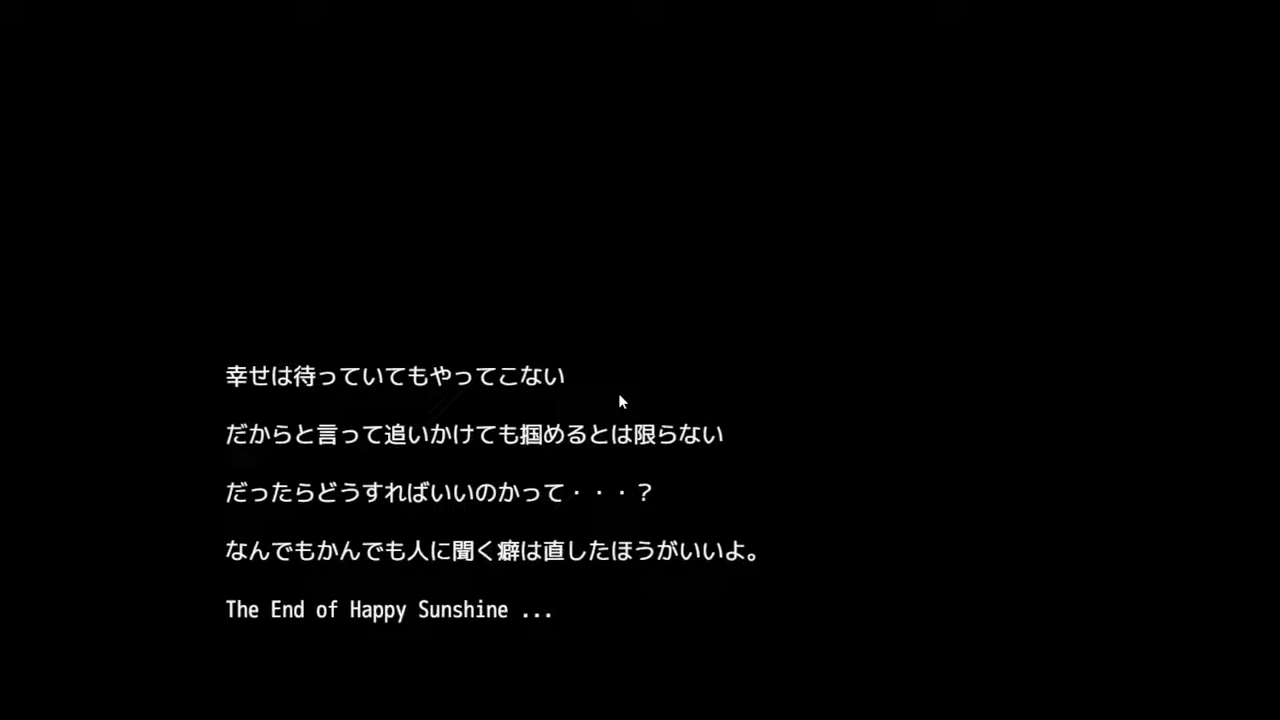 幸せは待っていてもやってこない
だからと言って追いかけても掴めるとは限らない
だったらどうすればいいのかって・・・？
なんでもかんでも人に聞く癖は直したほうがいいよ。
The End of Happy Sunshine ...